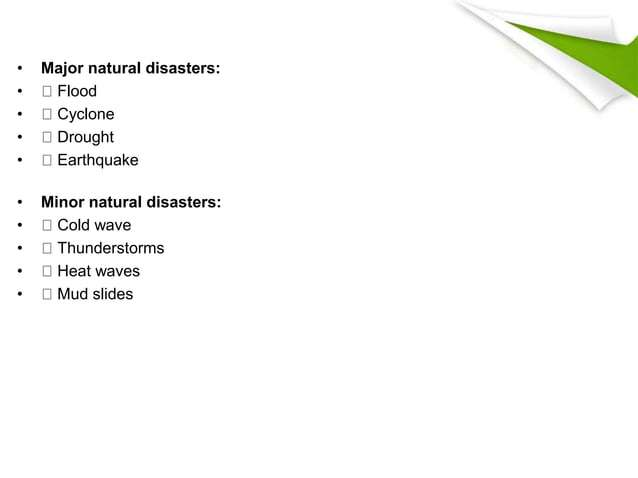 • Major natural disasters:
• □ Flood
• □ Cyclone
• □ Drought
• □ Earthquake
• Minor natural disasters:
• □ Cold wave
• □ Thunderstorms
• □ Heat waves
• □ Mud slides